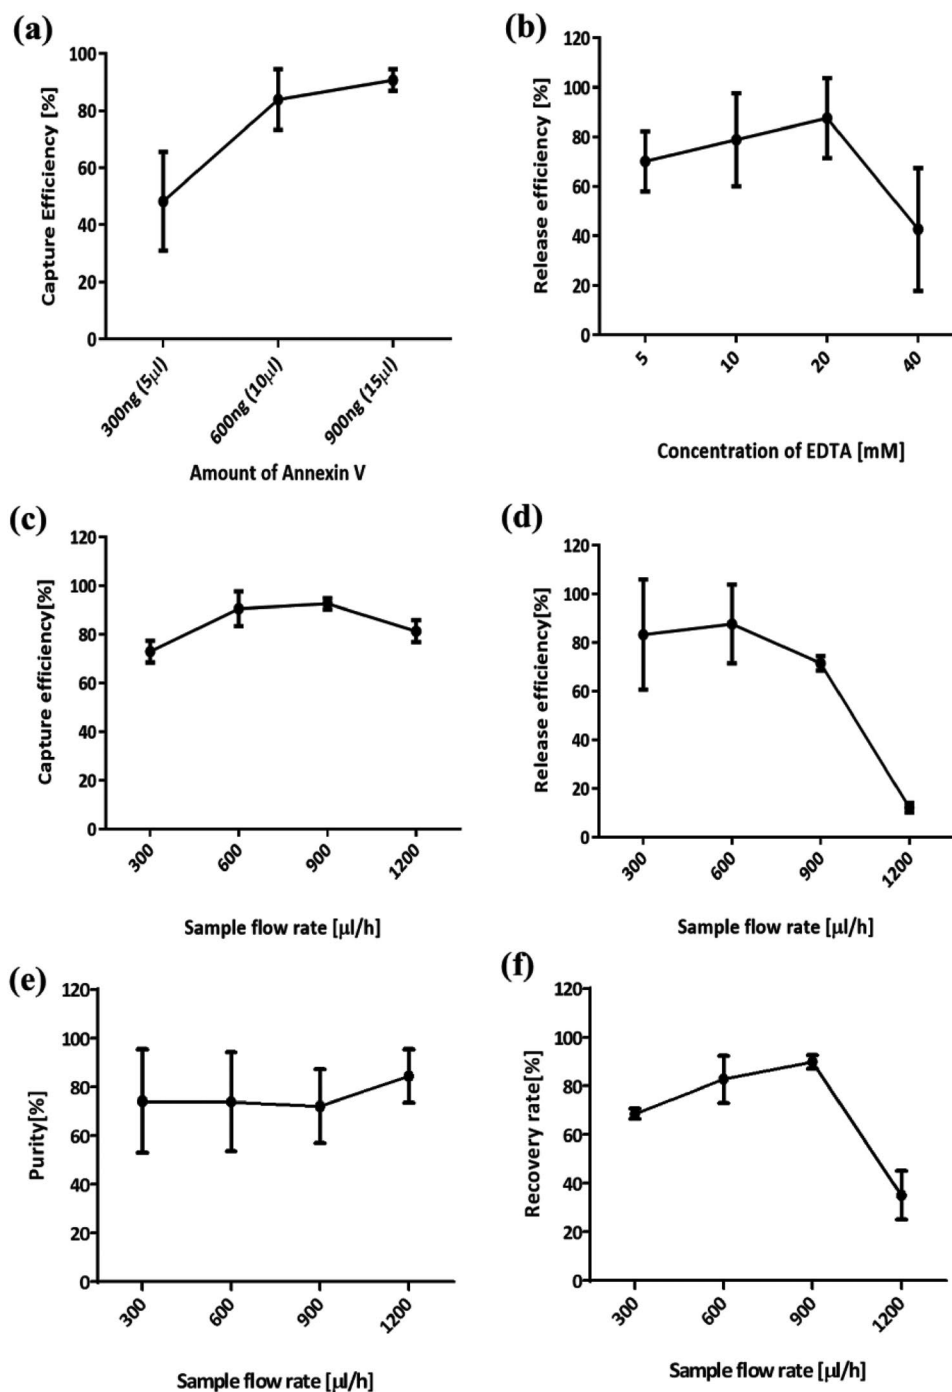 (a)
Capture Efficiency [%]
100
80
60
40
20
0
300ng (5µl)
600ng (10µl)
900ng (15µl)
Amount of Annexin V
(b)
Release efficiency [%]
120
100
80
60
40
20
0
5
10
20
40
Concentration of EDTA [mM]
(c)
Capture efficiency[%]
120
100
80
60
40
20
0
300
600
900
1200
Sample flow rate [µl/h]
(d)
Release efficiency[%]
120
100
80
60
40
20
0
300
600
900
1200
Sample flow rate [µl/h]
(e)
Purity[%]
120
100
80
60
40
20
0
300
600
900
1200
Sample flow rate [µl/h]
(f)
Recovery rate[%]
120
100
80
60
40
20
0
300
600
900
1200
Sample flow rate [µl/h]